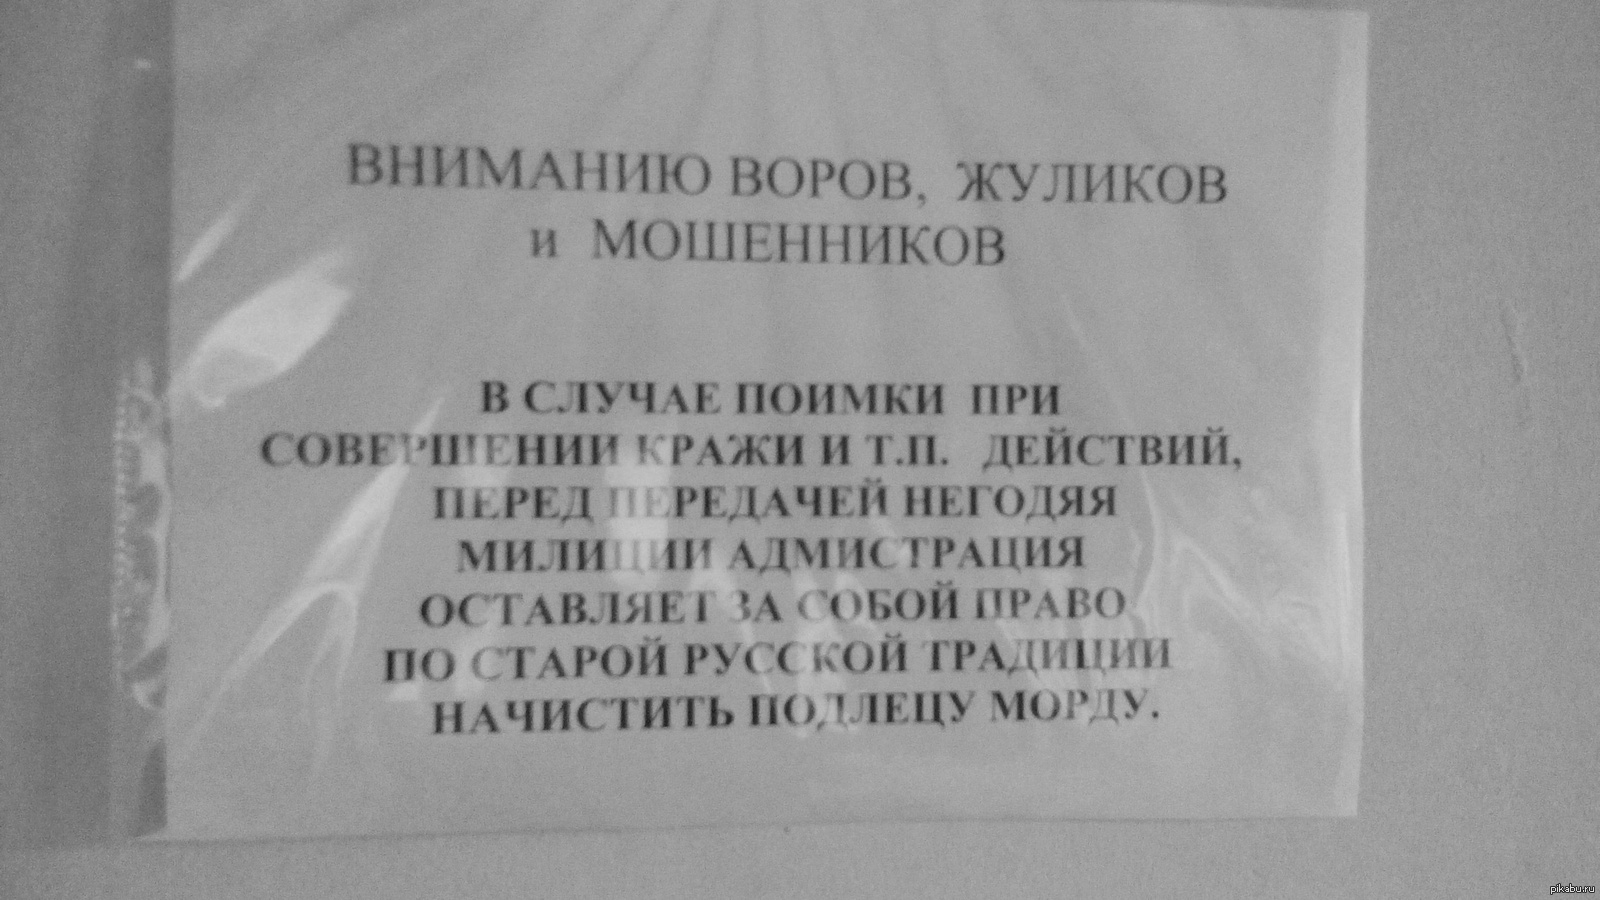 ВНИМАНИЮ ВОРОВ, ЖУЛИКОВ
и МОШЕННИКОВ
В СЛУЧАЕ ПОИМКИ ПРИ
СОВЕРШЕНИИ КРАЖИ И Т.П. ДЕЙСТВИЙ,
ПЕРЕД ПЕРЕДАЧЕЙ НЕГОДЯЯ
МИЛИЦИИ АДМИСТРАЦИЯ
ОСТАВЛЯЕТ ЗА СОБОЙ ПРАВО
ПО СТАРОЙ РУССКОЙ ТРАДИЦИИ
НАЧИСТИТЬ ПОДЛЕЦУ МОРДУ.
pikabu.ru